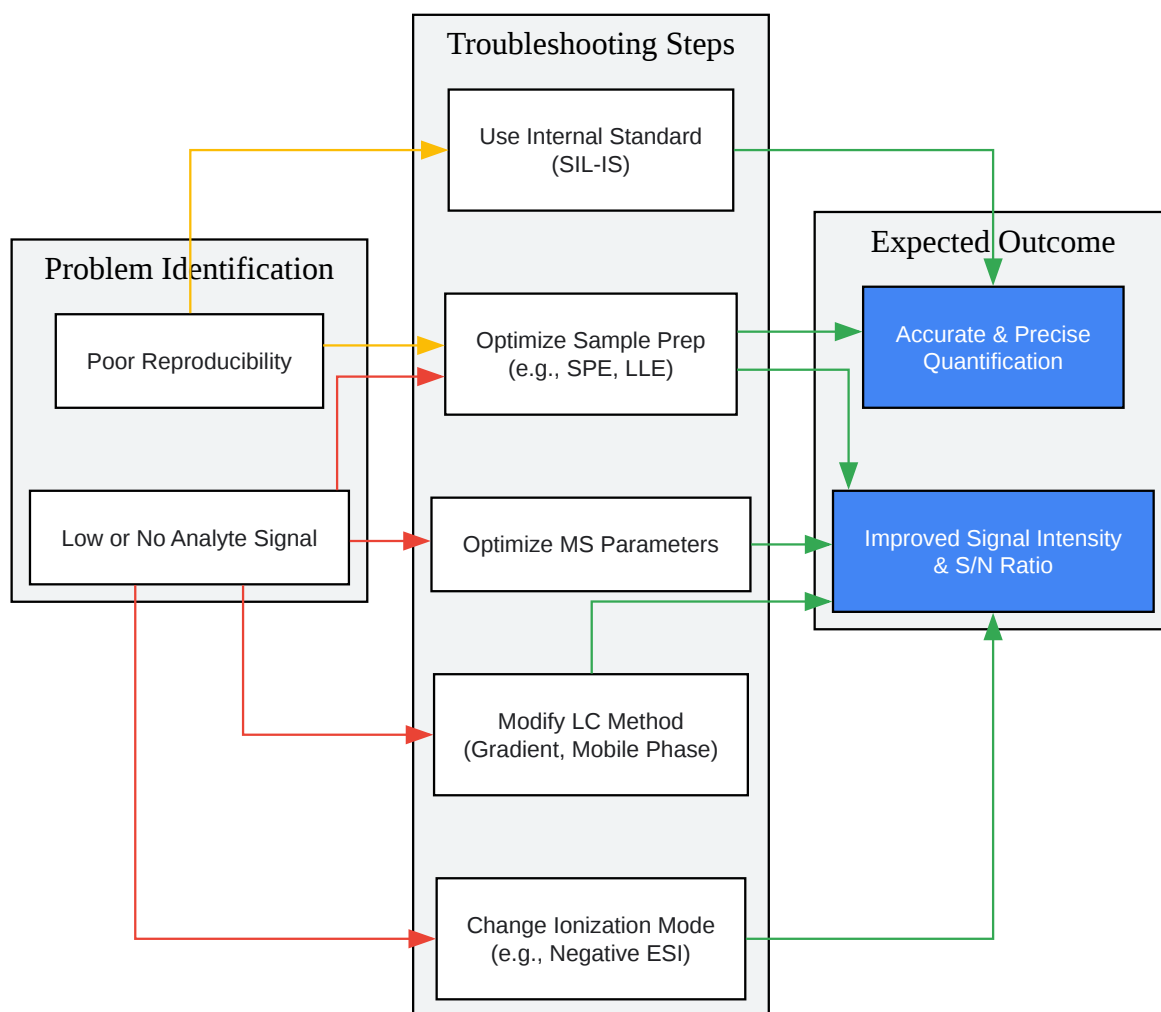 Troubleshooting Steps
Use Internal Standard
(SIL-IS)
Problem Identification
Expected Outcome
Poor Reproducibility
Optimize Sample Prep
(e.g., SPE, LLE)
Accurate & Precise
Quantification
Low or No Analyte Signal
Optimize MS Parameters
Improved Signal Intensity
& S/N Ratio
Modify LC Method
(Gradient, Mobile Phase)
Change Ionization Mode
(e.g., Negative ESI)